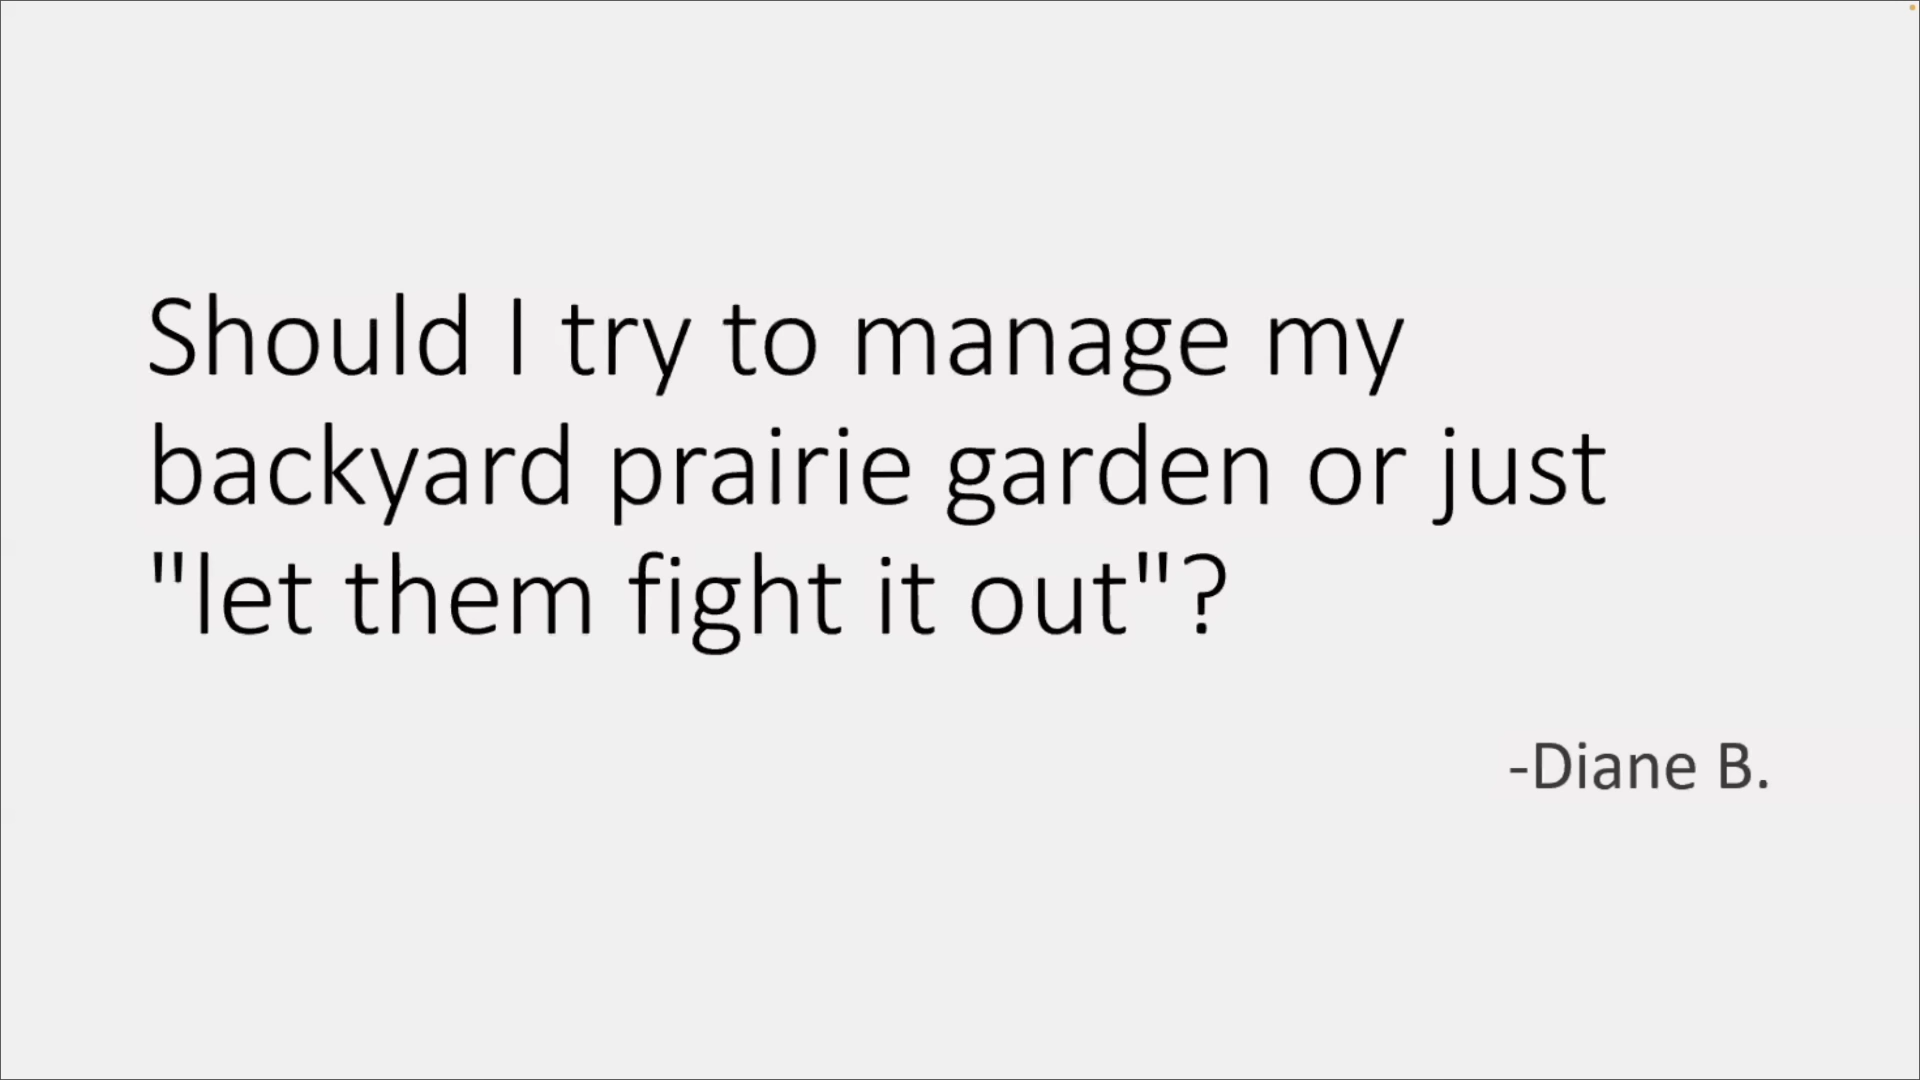 Should I try to manage my
backyard prairie garden or just
"let them fight it out"?
-Diane B.